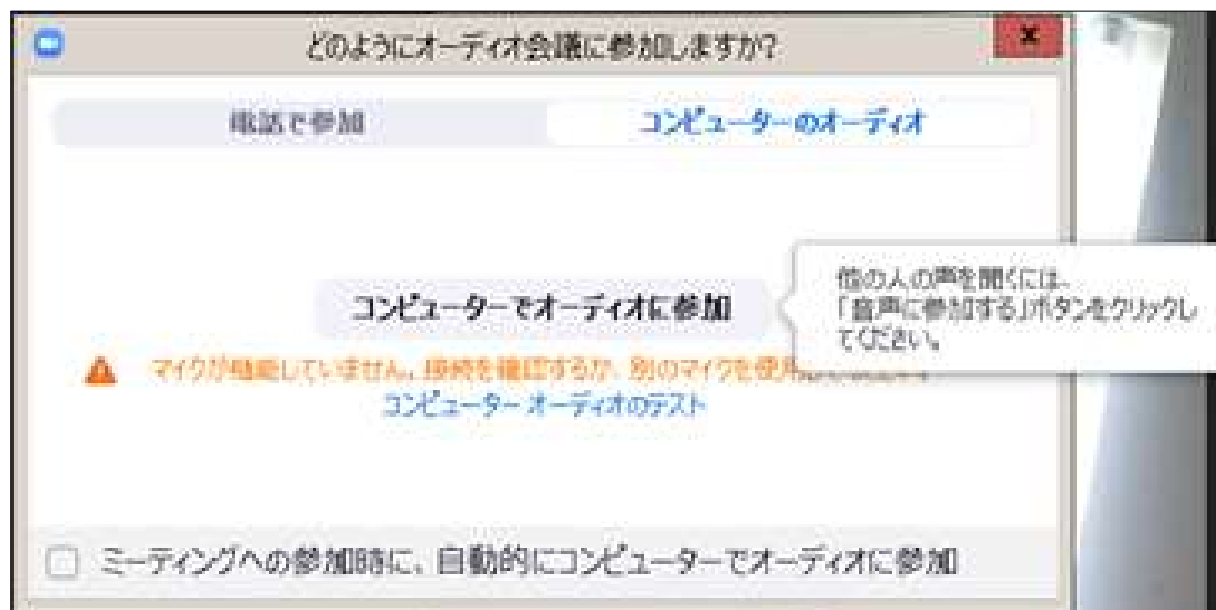 どのようにオーディオ会議に参加しますか?
電話で参加
コンピューターのオーディオ
コンピューターでオーディオに参加
他の人の声を聞くには、
「音声に参加する」ボタンをクリックし
てください。
マイクが機能していません。接続を確認するか、別のマイクを使用
コンピューター オーディオのテスト
ミーティングへの参加時に、自動的にコンピューターでオーディオに参加